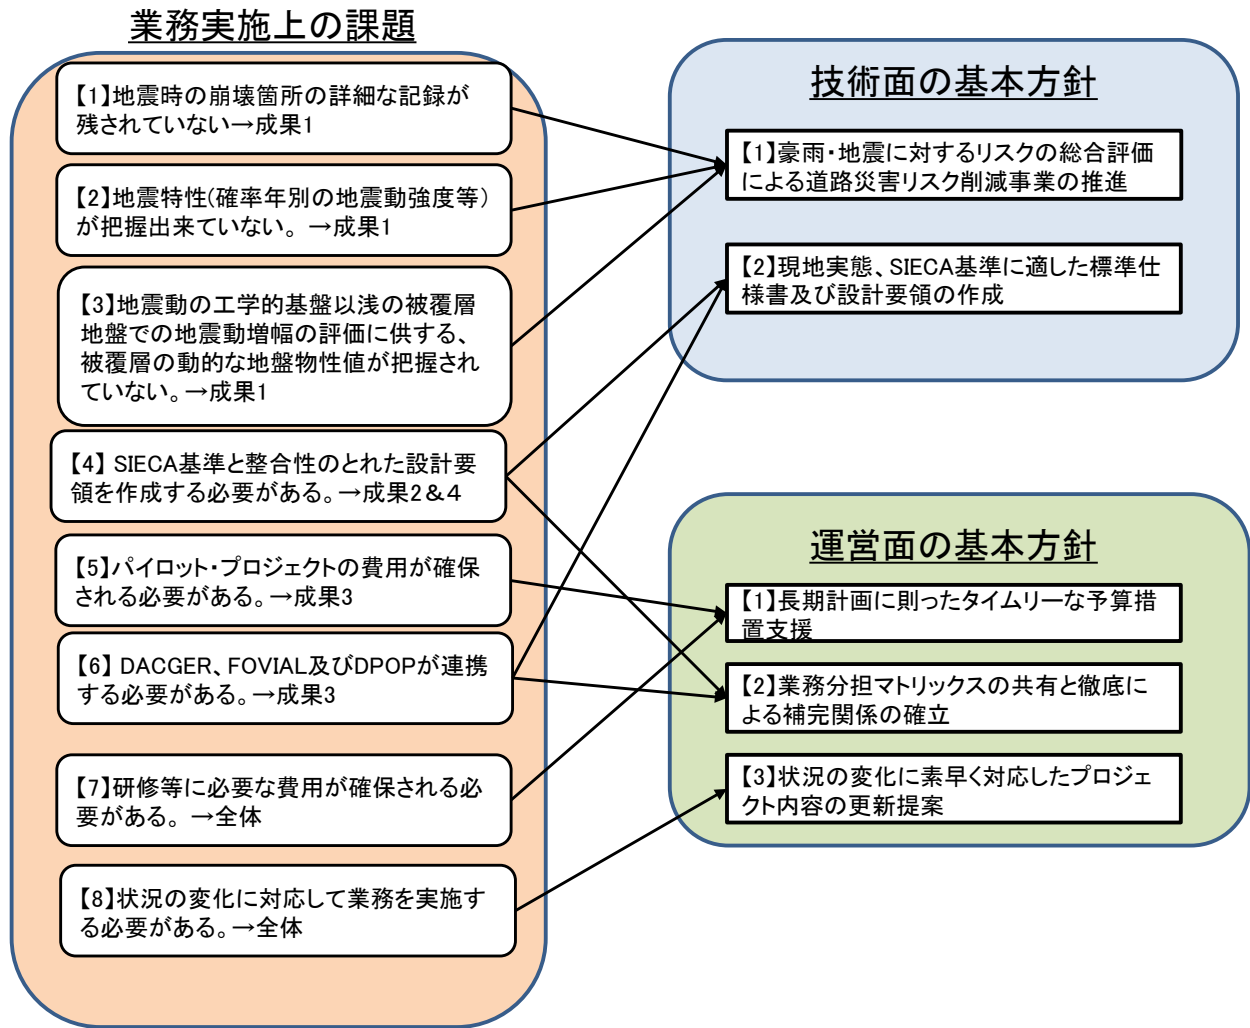 業務実施上の課題
【1】地震時の崩壊箇所の詳細な記録が
残されていない→成果1
【2】地震特性(確率年別の地震動強度等)
が把握出来ていない。 →成果1
【3】地震動の工学的基盤以浅の被覆層
地盤での地震動増幅の評価に供する、
被覆層の動的な地盤物性値が把握され
ていない。→成果1
【4】 SIECA基準と整合性のとれた設計要
領を作成する必要がある。→成果2&4
【5】パイロット・プロジェクトの費用が確保
される必要がある。→成果3
【6】 DACGER、FOVIAL及びDPOPが連携
する必要がある。→成果3
【7】研修等に必要な費用が確保される必
要がある。 →全体
【8】状況の変化に対応して業務を実施す
る必要がある。→全体
技術面の基本方針
【1】豪雨・地震に対するリスクの総合評価
による道路災害リスク削減事業の推進
【2】現地実態、SIECA基準に適した標準仕
様書及び設計要領の作成
運営面の基本方針
【1】長期計画に則ったタイムリーな予算措
置支援
【2】業務分担マトリックスの共有と徹底に
よる補完関係の確立
【3】状況の変化に素早く対応したプロジェ
クト内容の更新提案